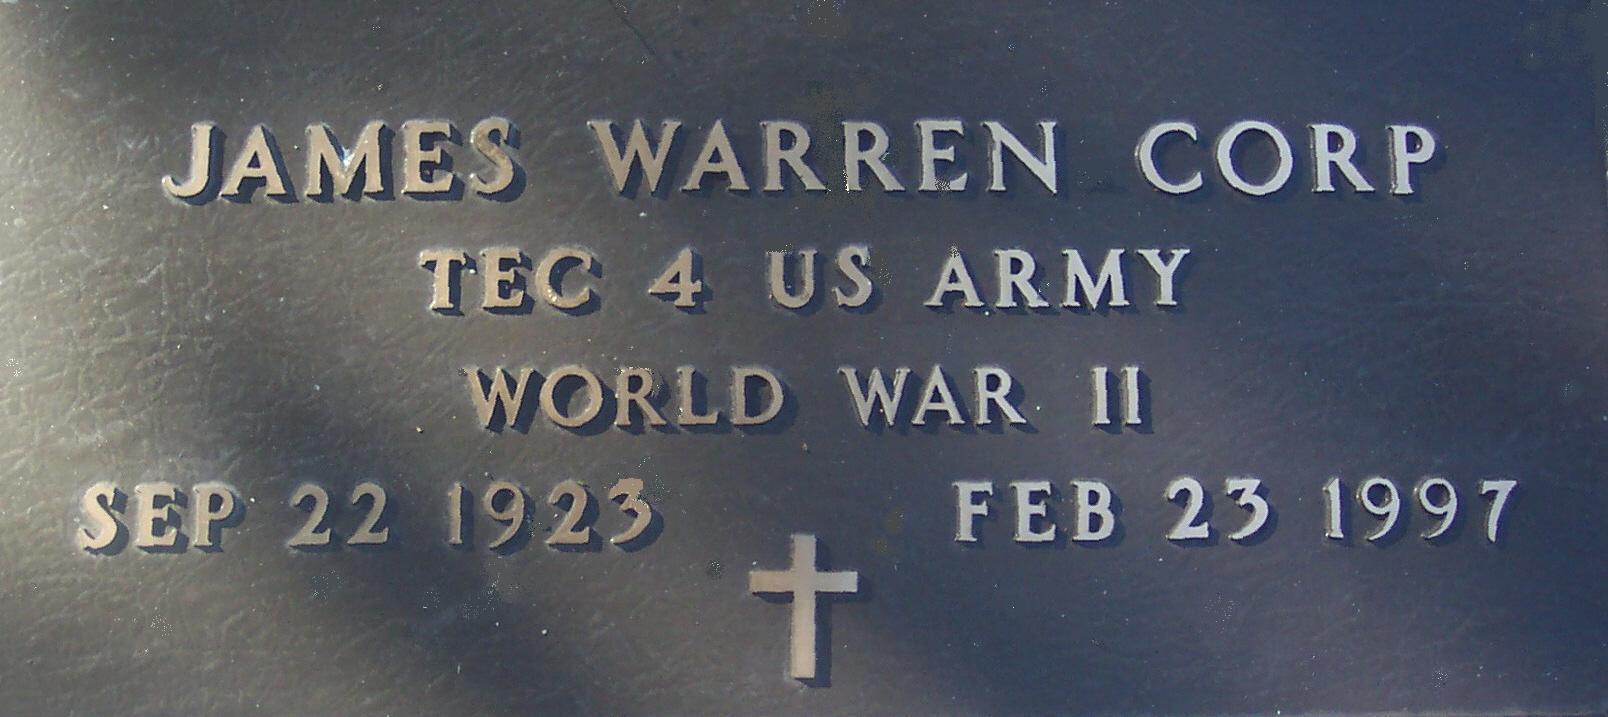 JAMES WARREN CORP
TEC 4 US ARMY
WORLD WAR II
SEP 22 1923 FEB 23 1997